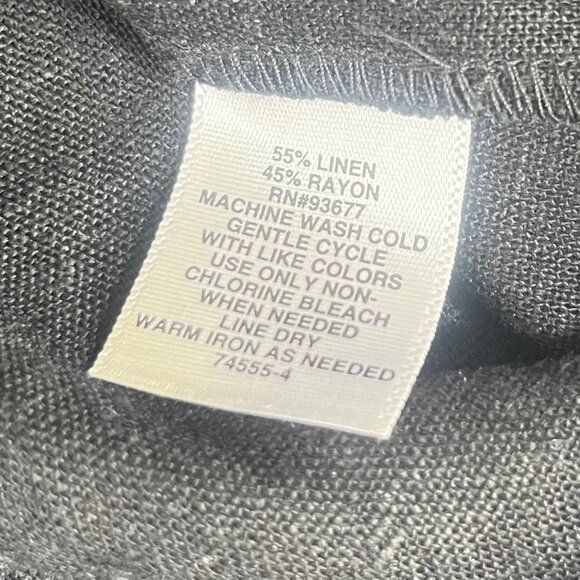 55% LINEN
45% RAYON
RN#93677
MACHINE WASH COLD
GENTLE CYCLE
WITH LIKE COLORS
USE ONLY NON-
CHLORINE BLEACH
WHEN NEEDED
LINE DRY
WARM IRON AS NEEDED
74555-4